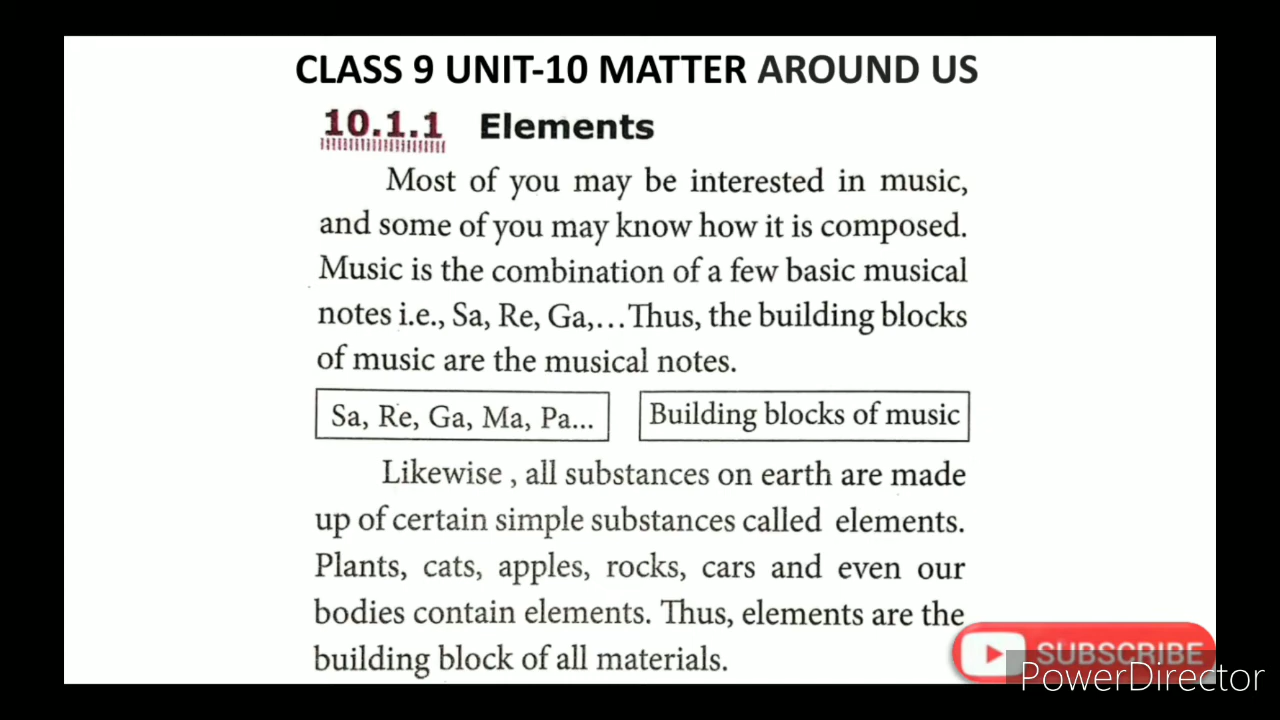 CLASS 9 UNIT-10 MATTER AROUND US
10.1.1 Elements
Most of you may be interested in music,
and some of you may know how it is composed.
Music is the combination of a few basic musical
notes i.e., Sa, Re, Ga,...Thus, the building blocks
of music are the musical notes.
Sa, Re, Ga, Ma, Pa...
Building blocks of music
Likewise , all substances on earth are made
up of certain simple substances called elements.
Plants, cats, apples, rocks, cars and even our
bodies contain elements. Thus, elements are the
building block of all materials.
SUBSCRIBE
PowerDirector